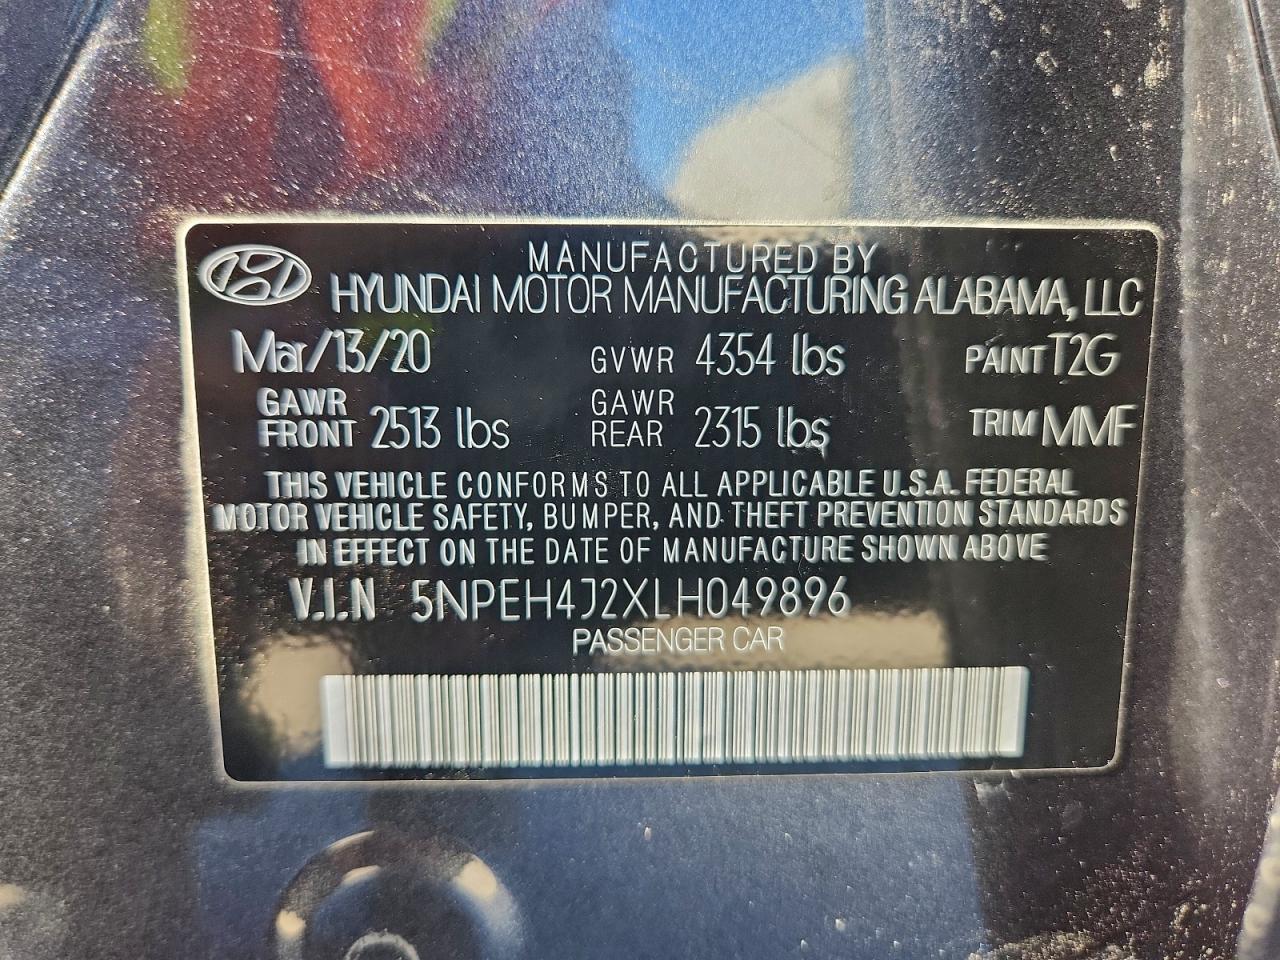 MANUFACTURED BY
HYUNDAI MOTOR MANUFACTURING ALABAMA, LLC
Mar/13/20 GVWR 4354 lbs PAINT T2G
GAWR FRONT 2513 lbs GAWR REAR 2315 lbs TRIM MMF
THIS VEHICLE CONFORMS TO ALL APPLICABLE U.S.A. FEDERAL
MOTOR VEHICLE SAFETY, BUMPER, AND THEFT PREVENTION STANDARDS
IN EFFECT ON THE DATE OF MANUFACTURE SHOWN ABOVE
V.I.N 5NPEH4J2XLH049896
PASSENGER CAR